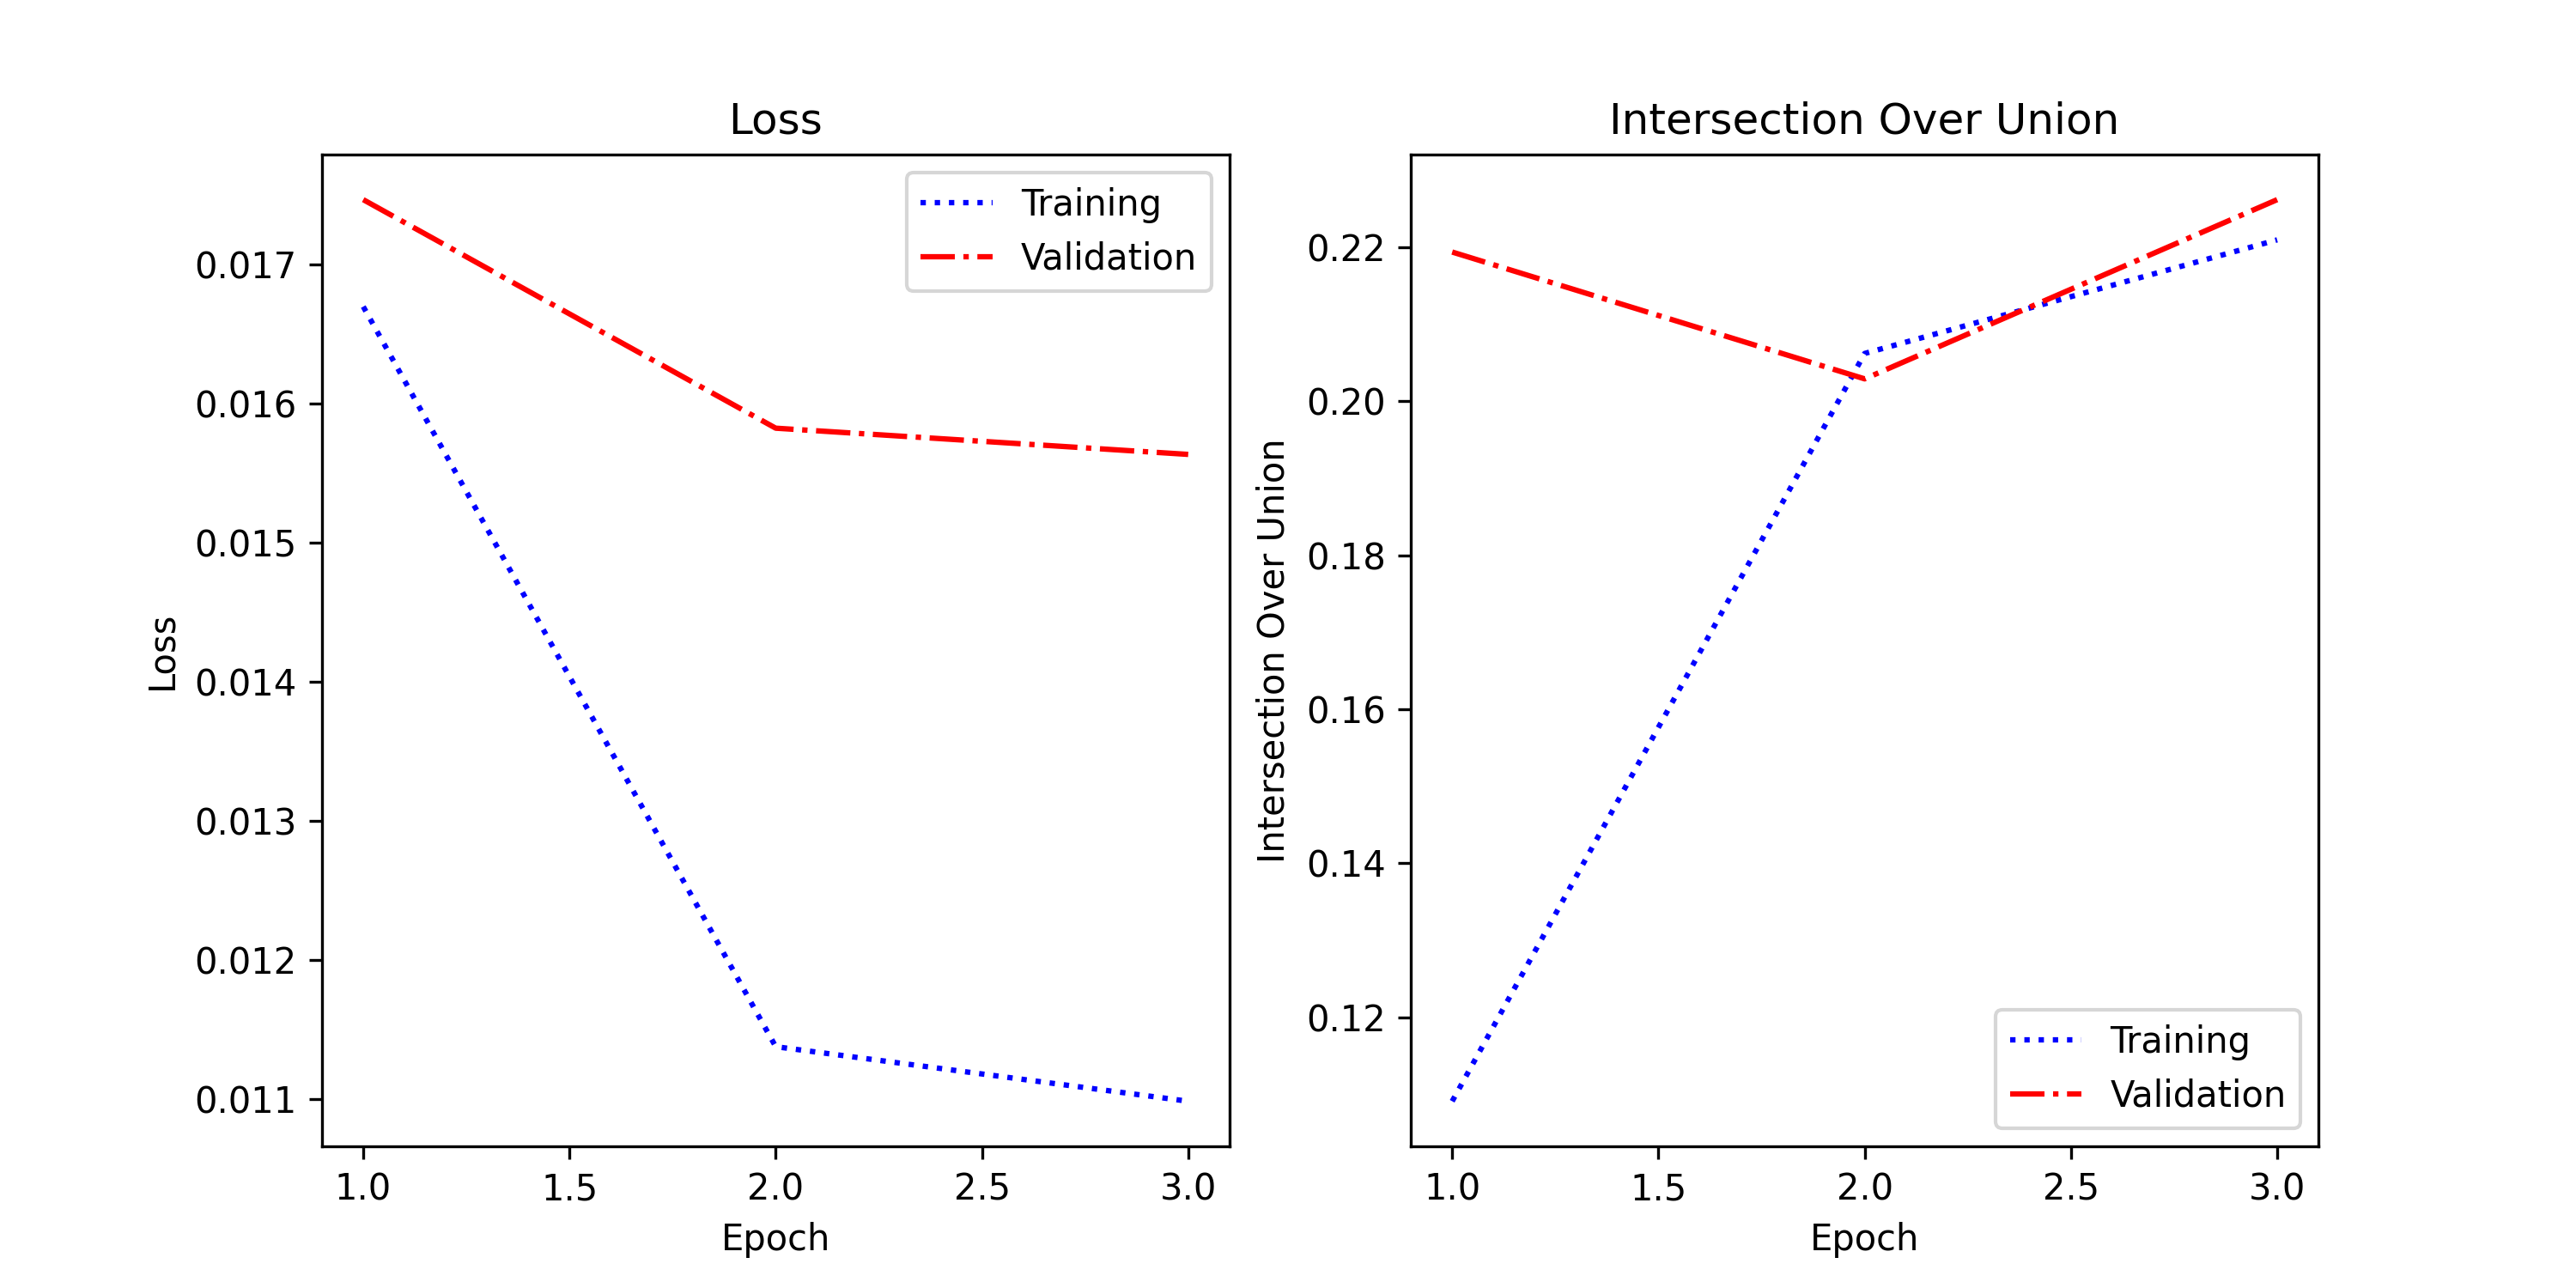 Loss
Training
Validation
0.017
0.016
0.015
0.014
0.013
0.012
0.011
Loss
1.0 1.5 2.0 2.5 3.0
Epoch
Intersection Over Union
0.22
0.20
0.18
0.16
0.14
0.12
Intersection Over Union
Training
Validation
1.0 1.5 2.0 2.5 3.0
Epoch